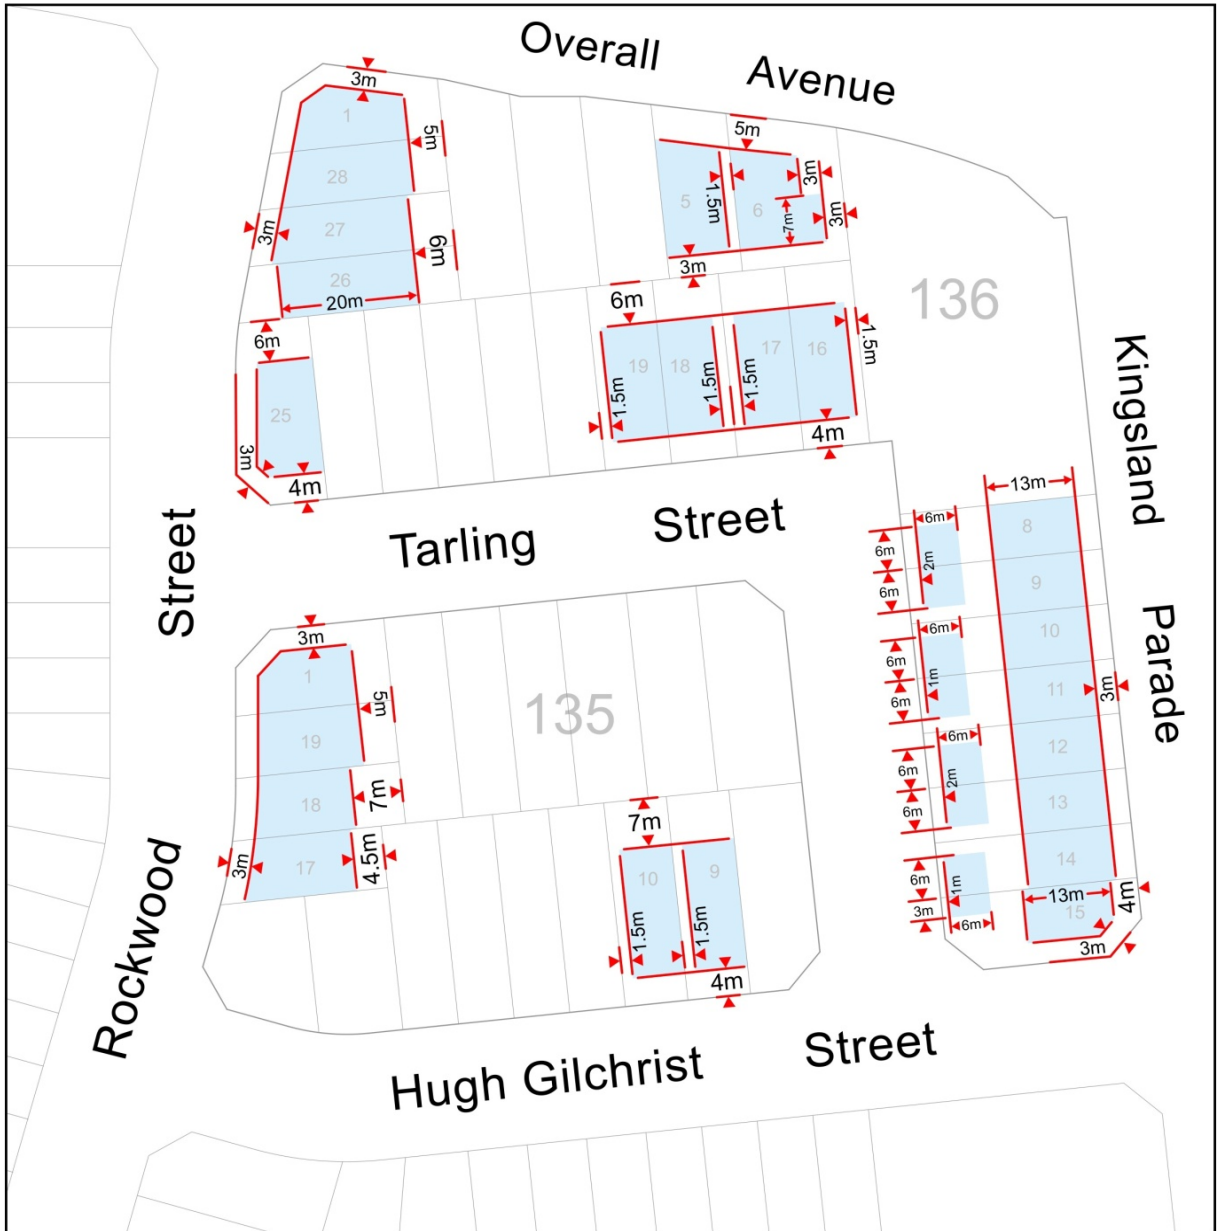 Overall Avenue
3m
1
5m
28
3m
27
6m
26
20m
6m
25
3m
4m
5m
5
1.5m
6
3m
7m
3m
3m
136
6m
19
18
17
16
1.5m
1.5m
1.5m
1.5m
4m
Kingsland Parade
Tarling Street
Rockwood Street
13m
6m
6m
2m
6m
8
9
6m
6m
1m
6m
10
11
3m
6m
6m
2m
6m
12
13
6m
1m
3m
6m
14
13m
15
4m
3m
3m
1
5m
19
135
18
7m
3m
17
4.5m
7m
10
9
1.5m
1.5m
4m
Hugh Gilchrist Street